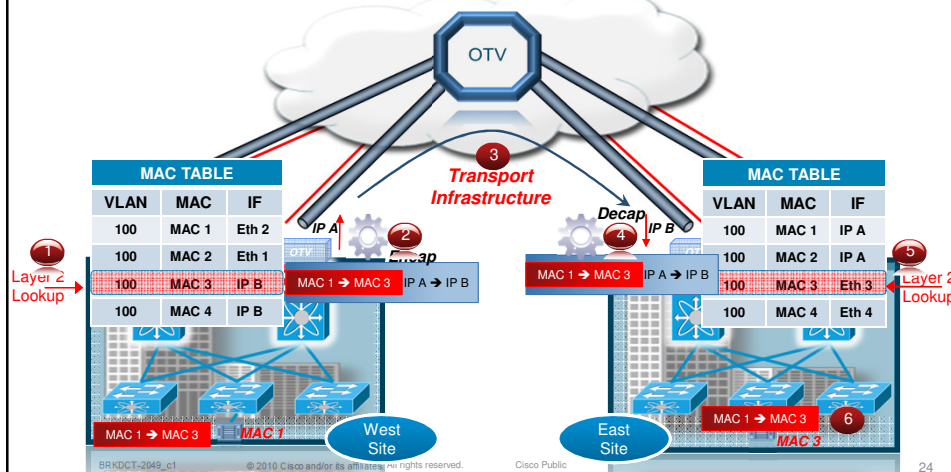 OTV
3
Transport
Infrastructure
MAC TABLE
VLAN MAC IF
100 MAC 1 Eth 2
100 MAC 2 Eth 1
100 MAC 3 IP B
100 MAC 4 IP B
1
Layer 2
Lookup
IP A
2
Encap
OTV
MAC 1 → MAC 3 IP A → IP B
Decap
4
IP B
MAC 1 → MAC 3 IP A → IP B
MAC TABLE
VLAN MAC IF
100 MAC 1 IP A
100 MAC 2 IP A
100 MAC 3 Eth 3
100 MAC 4 Eth 4
5
Layer 2
Lookup
MAC 1 → MAC 3
MAC 1
West
Site
East
Site
MAC 1 → MAC 3
6
MAC 3
BRKDCT-2049_c1 © 2010 Cisco and/or its affiliates. All rights reserved. Cisco Public 24